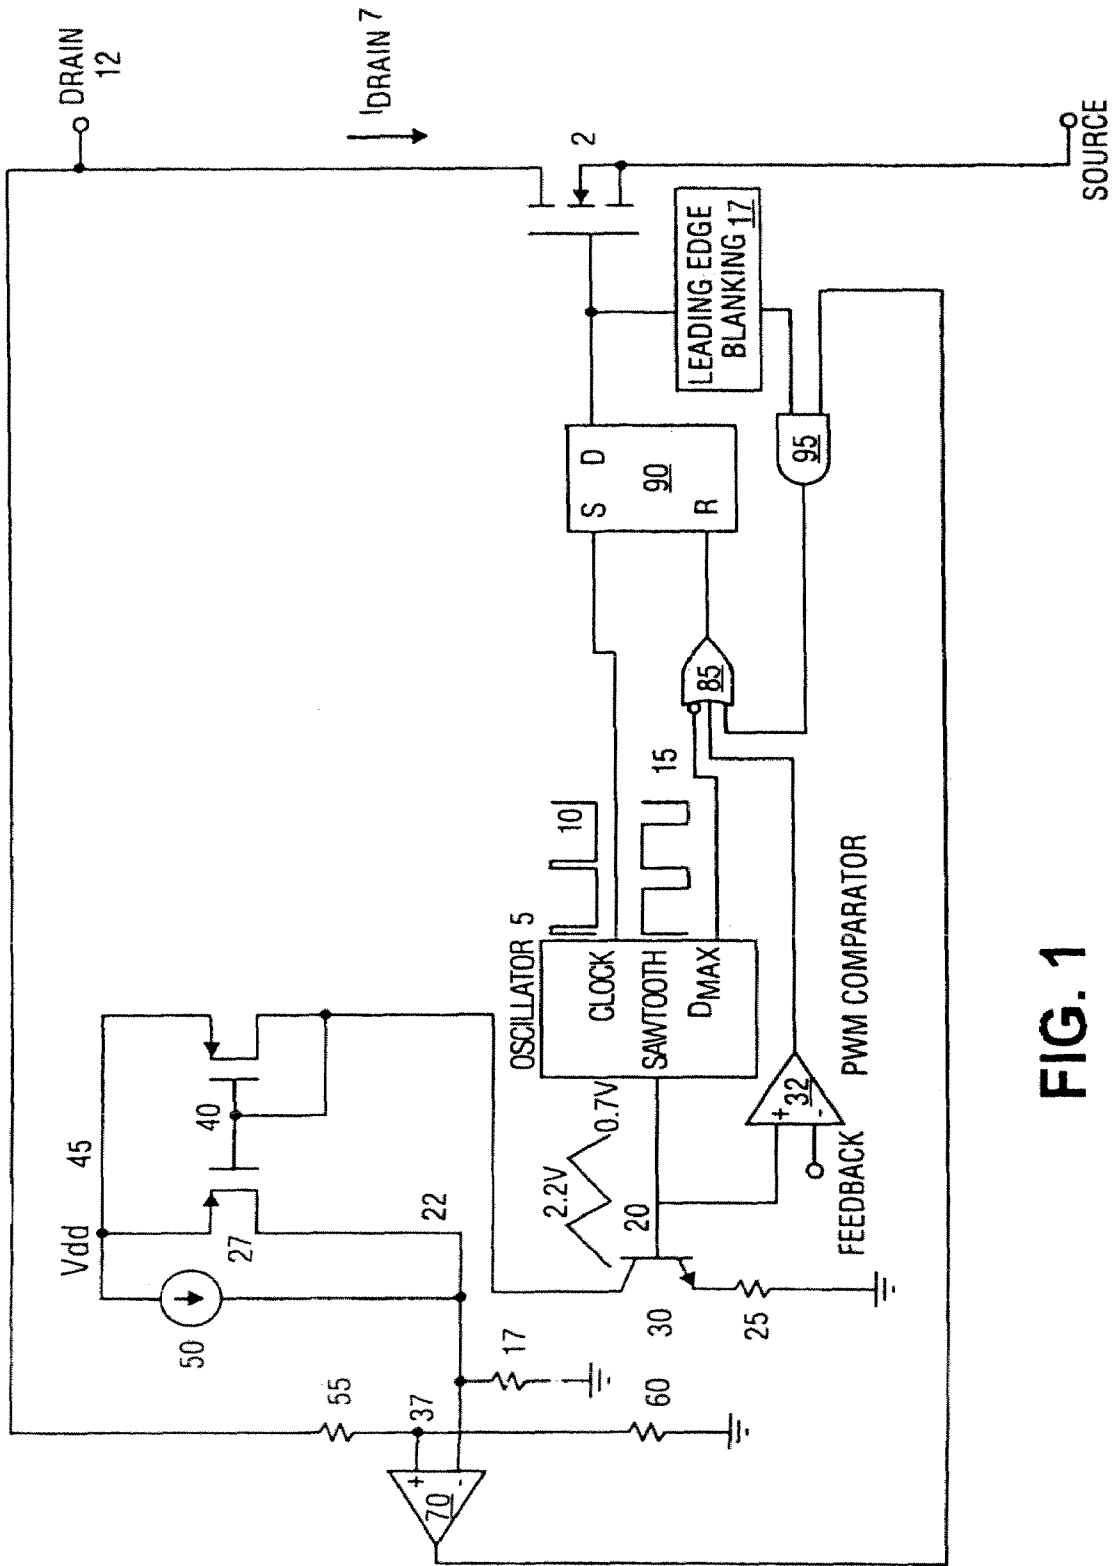 DRAIN
12
IDRAIN 7
2
SOURCE
LEADING EDGE
BLANKING 17
S D
90
R
95
85
10
15
OSCILLATOR 5
CLOCK
SAWTOOTH
DMAX
Vdd 45
40
27
22
50
0.7V
2.2V
20
30
25
+
32
-
PWM COMPARATOR
FEEDBACK
17
55
37
60
+
70
-
FIG. 1